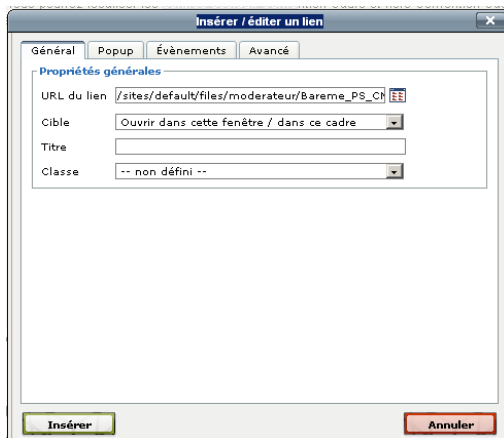 Insérer / éditer un lien
Général Popup Évènements Avancé
Propriétés générales
URL du lien /sites/default/files/moderateur/Bareme_PS_C
Cible Ouvrir dans cette fenêtre / dans ce cadre
Titre
Classe -- non défini --
Insérer Annuler